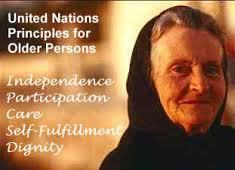 United Nations
Principles for
Older Persons
Independence
Participation
Care
Self-Fulfillment
Dignity